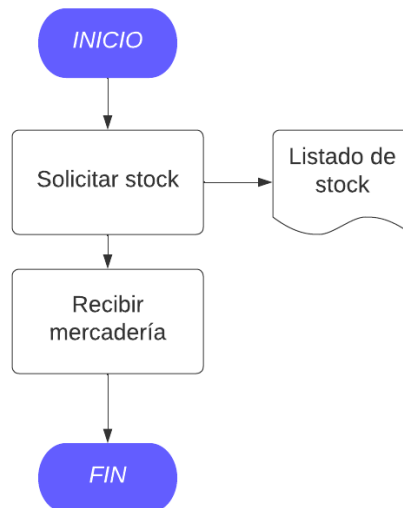 INICIO
Solicitar stock
Listado de
stock
Recibir
mercadería
FIN